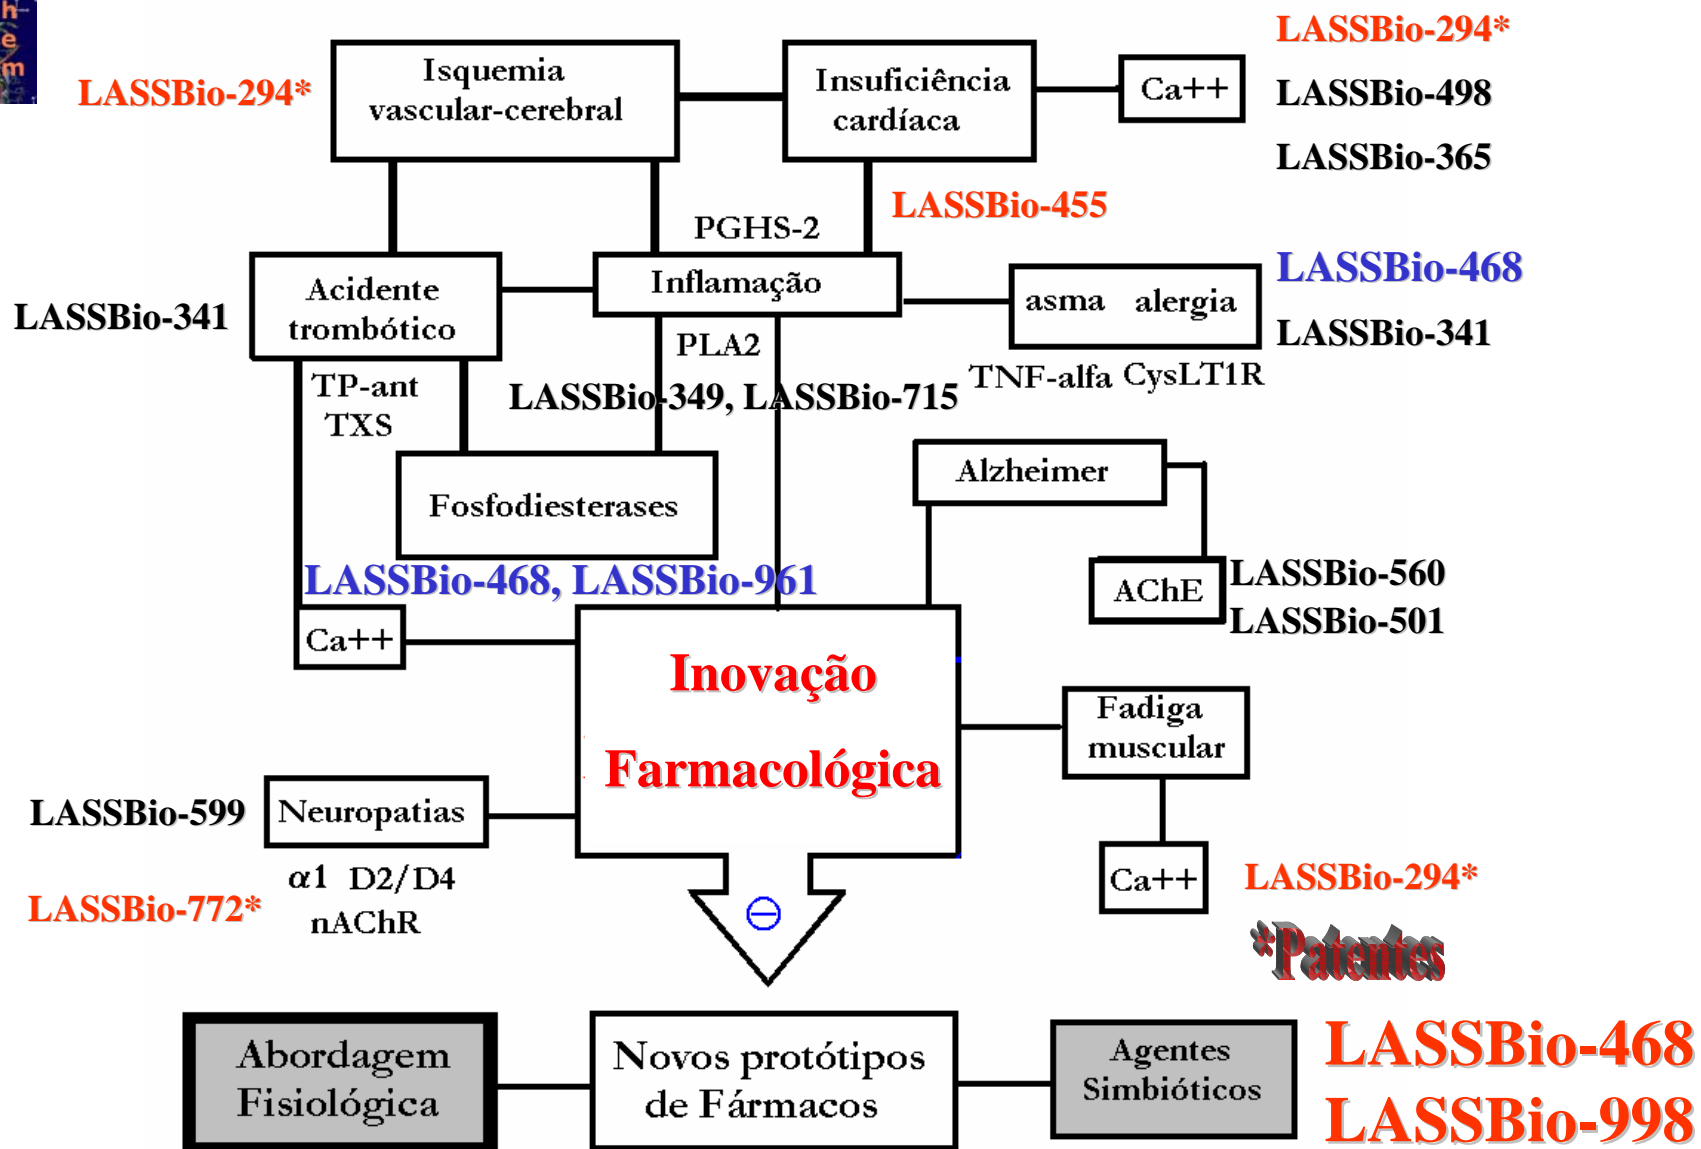 h
e
m
LASSBio-294*
Isquemia
vascular-cerebral
Insuficiência
cardíaca
Ca++
LASSBio-294*
LASSBio-498
LASSBio-365
LASSBio-455
PGHS-2
LASSBio-341
Acidente
trombótico
Inflamação
asma alergia
LASSBio-468
LASSBio-341
TNF-alfa CysLT1R
TP-ant
TXS
PLA2
LASSBio-349, LASSBio-715
Fosfodiesterases
Alzheimer
LASSBio-468, LASSBio-961
AChE
LASSBio-560
LASSBio-501
Ca++
Inovação
Farmacológica
Fadiga
muscular
LASSBio-599
Neuropatias
α1 D2/D4
nAChR
LASSBio-772*
Ca++
LASSBio-294*
*Patentes
Abordagem
Fisiológica
Novos protótipos
de Fármacos
Agentes
Simbióticos
LASSBio-468
LASSBio-998